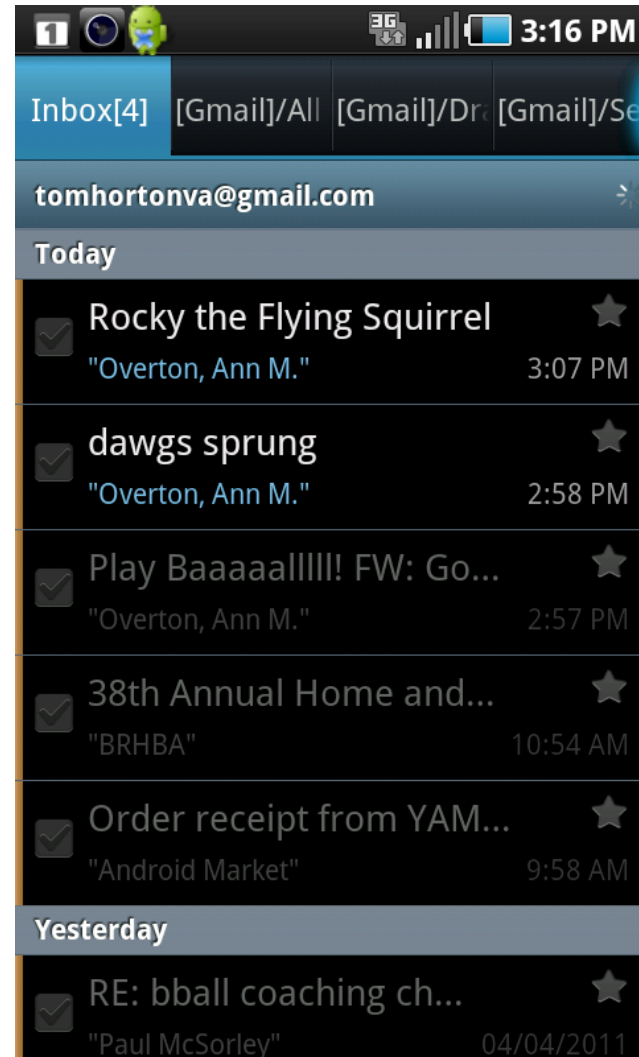 1 3G 3:16 PM
Inbox[4] [Gmail]/All [Gmail]/Dra [Gmail]/Se
tomhortonva@gmail.com
Today
Rocky the Flying Squirrel
"Overton, Ann M." 3:07 PM
dawgs sprung
"Overton, Ann M." 2:58 PM
Play Baaaaalllll! FW: Go...
"Overton, Ann M." 2:57 PM
38th Annual Home and...
"BRHBA" 10:54 AM
Order receipt from YAM...
"Android Market" 9:58 AM
Yesterday
RE: bball coaching ch...
"Paul McSorley" 04/04/2011